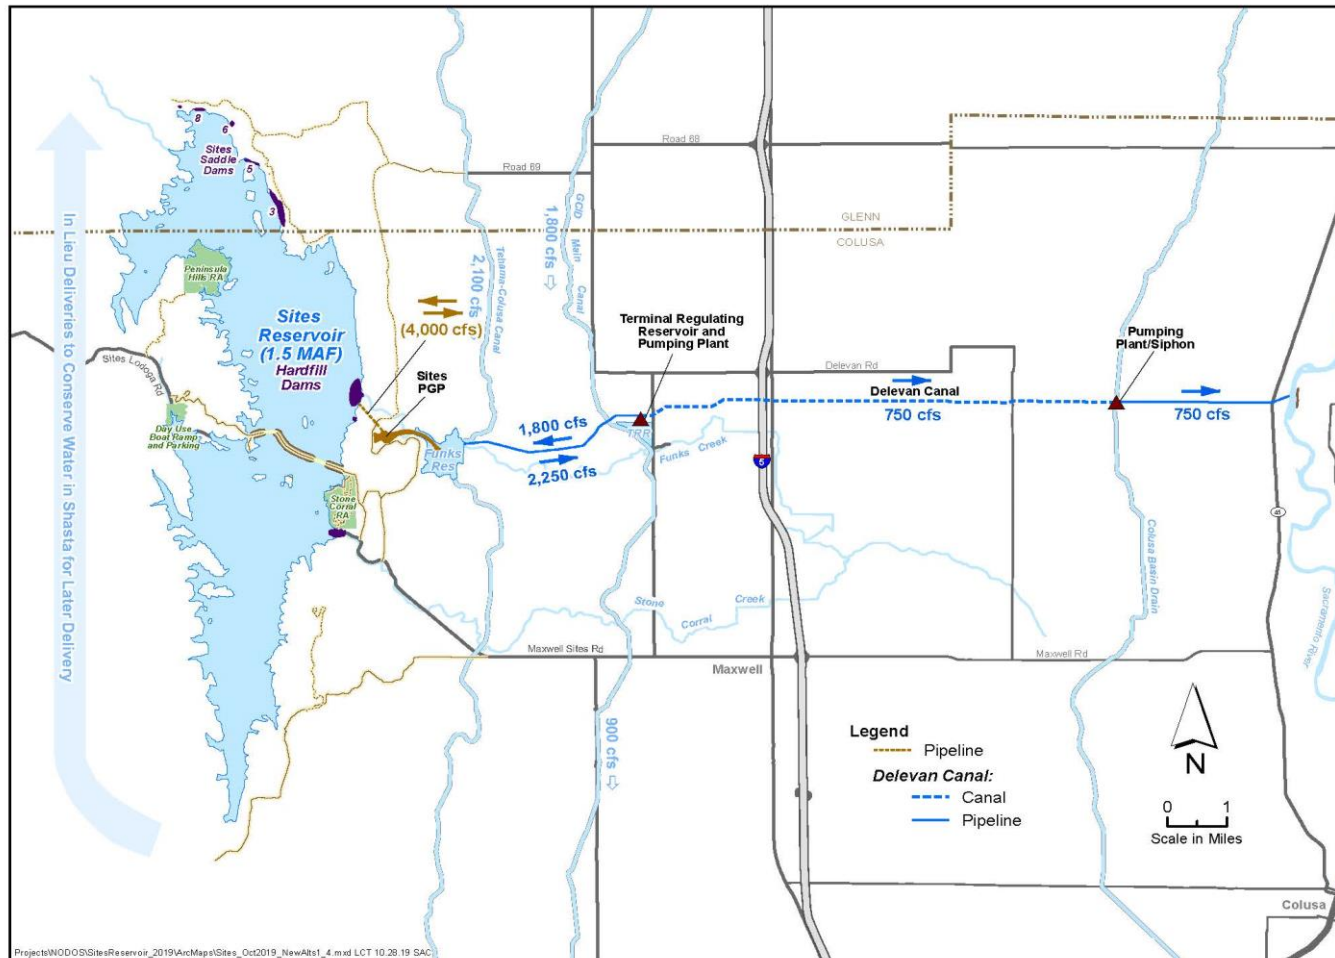 8
6
Sites
Saddle
Dams
5
3
Road 68
Road 69
GLENN
COLUSA
GCID Main Canal
1,800 cfs
Tehama-Colusa Canal
2,100 cfs
In Lieu Deliveries to Conserve Water in Shasta for Later Delivery
Peninsula
Hills RA
Sites
Reservoir
(1.5 MAF)
Hardfill
Dams
(4,000 cfs)
Sites
PGP
Terminal Regulating
Reservoir and
Pumping Plant
Pumping
Plant/Siphon
Sites Lodoga Rd
Delevan Rd
Delevan Canal
750 cfs
750 cfs
Day Use
Boat Ramp
and Parking
1,800 cfs
2,250 cfs
TRR
Funks Creek
Funks
Res
5
Stone
Corral
RA
45
Colusa Basin Drain
Sacramento River
Stone
Corral
Creek
Maxwell Sites Rd
Maxwell
Maxwell Rd
900 cfs
Legend
Pipeline
Delevan Canal:
Canal
Pipeline
N
0 1
Scale in Miles
Colusa
Projects\NODOS\SitesReservoir_2019\ArcMaps\Sites_Oct2019_NewAlts1_4.mxd LCT 10.28.19 SAC